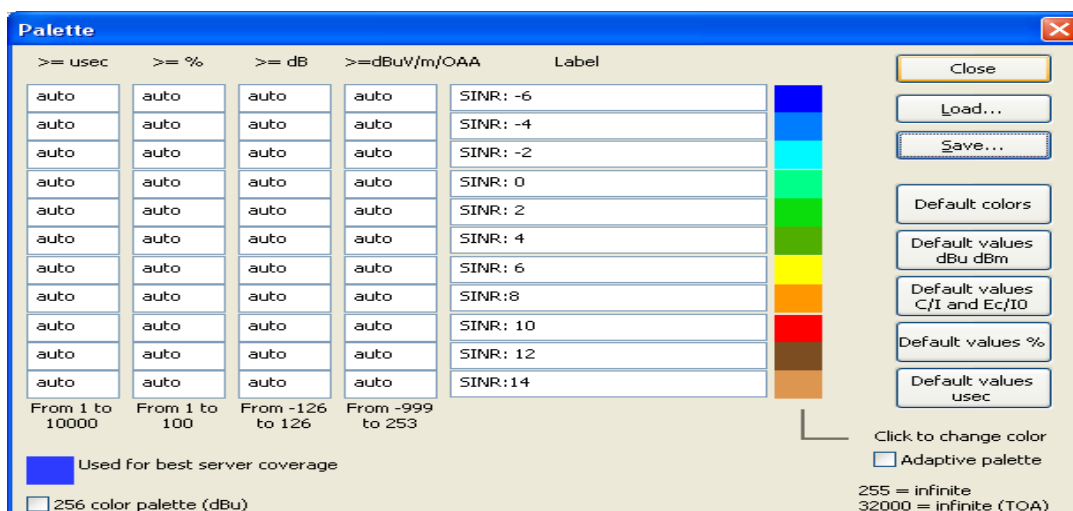 Palette
>= usec >= % >= dB >=dBuV/m/OAA Label
auto auto auto auto SINR: -6
auto auto auto auto SINR: -4
auto auto auto auto SINR: -2
auto auto auto auto SINR: 0
auto auto auto auto SINR: 2
auto auto auto auto SINR: 4
auto auto auto auto SINR: 6
auto auto auto auto SINR:8
auto auto auto auto SINR: 10
auto auto auto auto SINR: 12
auto auto auto auto SINR:14
From 1 to From 1 to From -126 From -999
10000 100 to 126 to 253
Used for best server coverage
256 color palette (dBu)
Close
Load...
Save...
Default colors
Default values
dBu dBm
Default values
C/I and Ec/I0
Default values %
Default values
usec
Click to change color
Adaptive palette
255 = infinite
32000 = infinite (TOA)